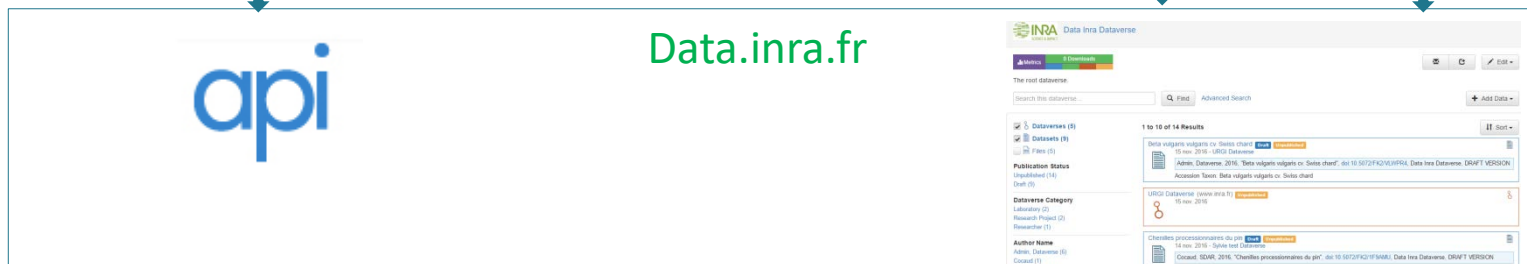 api
Data.inra.fr
INRA
Data Inra Dataverse
Metrics
0 Downloads
Edit
The root dataverse.
Search this dataverse...
Find
Advanced Search
Add Data
Dataverses (5)
Datasets (9)
Files (5)
Publication Status
Unpublished (14)
Draft (9)
Dataverse Category
Laboratory (2)
Research Project (2)
Researcher (1)
Author Name
Admin, Dataverse (6)
Cocaud (1)
1 to 10 of 14 Results
Sort
Beta vulgaris vulgaris cv. Swiss chard Draft Unpublished
15 nov. 2016 - URGI Dataverse
Admin, Dataverse, 2016, "Beta vulgaris vulgaris cv. Swiss chard", Data Inra Dataverse, DRAFT VERSION
Accession Taxon: Beta vulgaris vulgaris cv. Swiss chard
URGI Dataverse (www.inra.fr) Unpublished
15 nov. 2016
Chenilles processionnaires du pin Draft Unpublished
14 nov. 2016 - Sylvie test Dataverse
Cocaud, SDAR, 2016, "Chenilles processionnaires du pin", Data Inra Dataverse, DRAFT VERSION